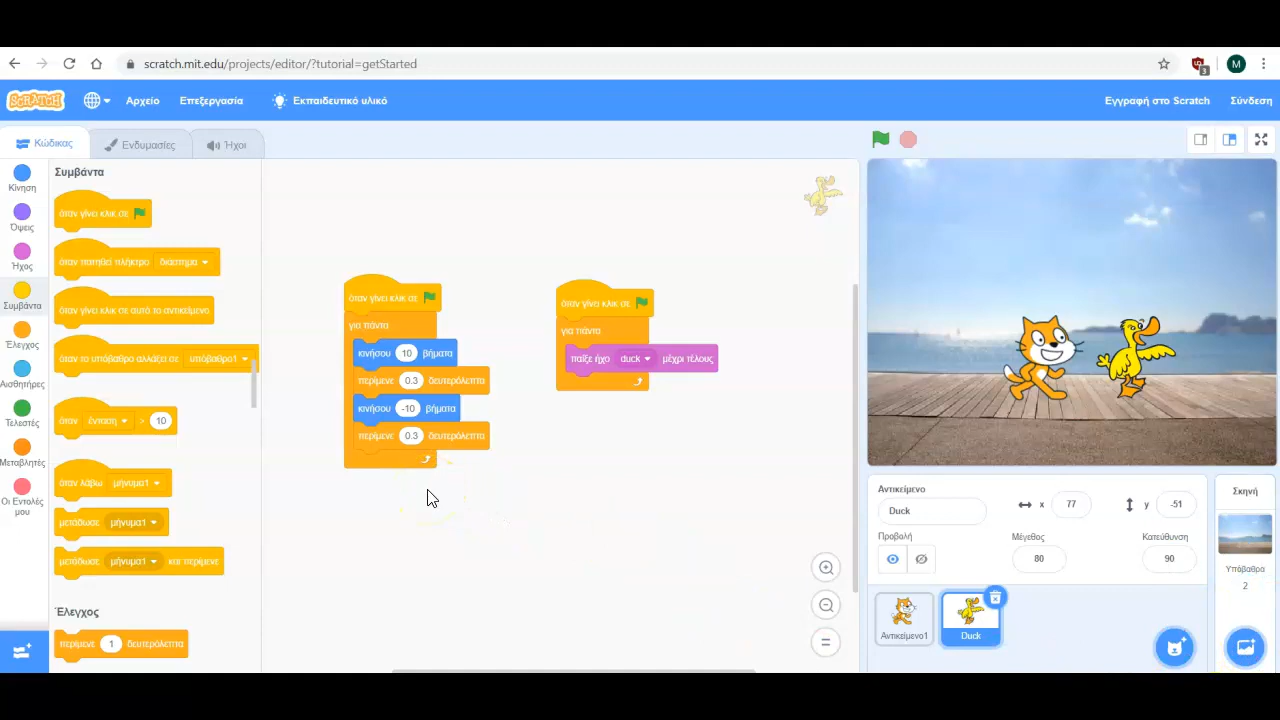 scratch.mit.edu/projects/editor/?tutorial=getStarted
3
M
SCRATCH
Αρχείο
Επεξεργασία
Εκπαιδευτικό υλικό
Εγγραφή στο Scratch
Σύνδεση
Κώδικας
Ενδυμασίες
Ήχοι
Κίνηση
Όψεις
Ήχος
Συμβάντα
Έλεγχος
Αισθητήρες
Τελεστές
Μεταβλητές
Οι Εντολές
μου
Συμβάντα
όταν γίνει κλικ σε
όταν πατηθεί πλήκτρο διάστημα
όταν γίνει κλικ σε αυτό το αντικείμενο
όταν το υπόβαθρο αλλάξει σε υπόβαθρο1
όταν ένταση > 10
όταν λάβω μήνυμα1
μετάδωσε μήνυμα1
μετάδωσε μήνυμα1 και περίμενε
Έλεγχος
περίμενε 1 δευτερόλεπτα
όταν γίνει κλικ σε
για πάντα
κινήσου 10 βήματα
περίμενε 0.3 δευτερόλεπτα
κινήσου -10 βήματα
περίμενε 0.3 δευτερόλεπτα
όταν γίνει κλικ σε
για πάντα
παίξε ήχο duck μέχρι τέλους
Αντικείμενο
Duck
x 77
y -51
Προβολή
Μέγεθος
80
Κατεύθυνση
90
Αντικείμενο1
Duck
Σκηνή
Υπόβαθρα
2